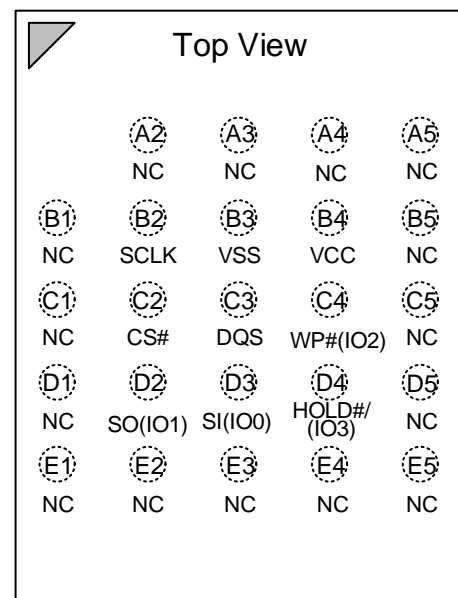 Top View
A2 A3 A4 A5
NC NC NC NC
B1 B2 B3 B4 B5
NC SCLK VSS VCC NC
C1 C2 C3 C4 C5
NC CS# DQS WP#(IO2) NC
D1 D2 D3 D4 D5
NC SO(IO1) SI(IO0) HOLD#/ NC
(IO3)
E1 E2 E3 E4 E5
NC NC NC NC NC